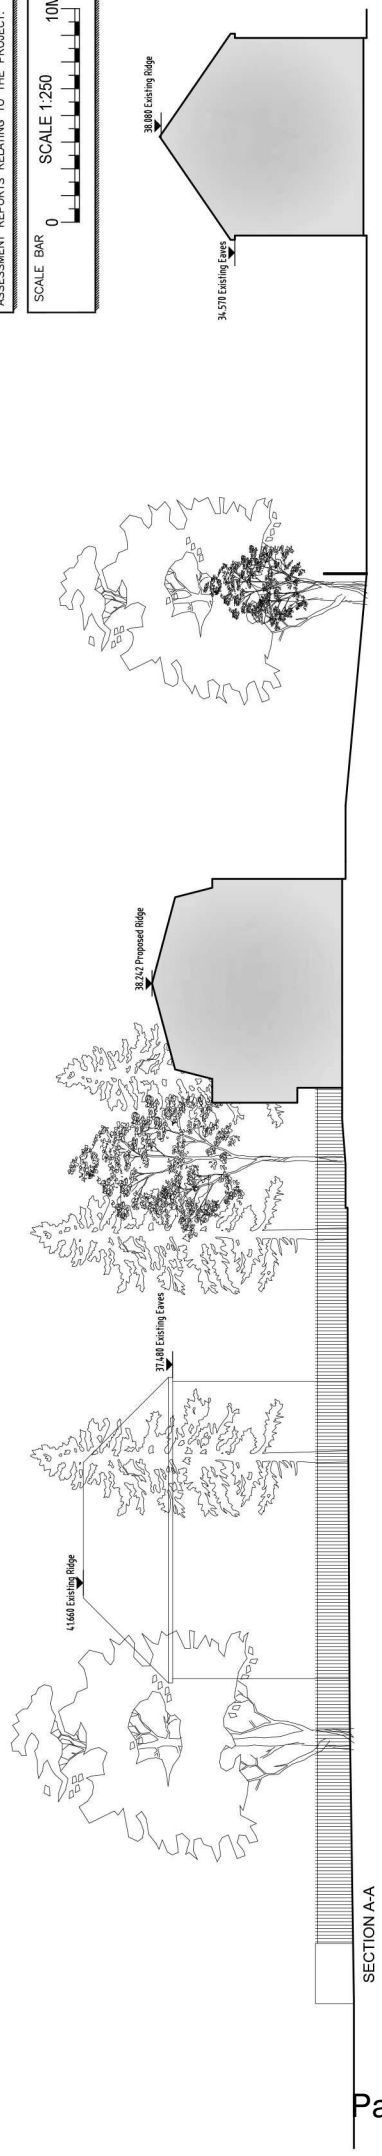 ASSESSMENT REPORTS RELATING TO THE PROJECT.
SCALE BAR
SCALE 1:250
0
10M
38.080 Existing Ridge
34.570 Existing Eaves
38.242 Proposed Ridge
37.480 Existing Eaves
41.660 Existing Ridge
SECTION A-A
Pa